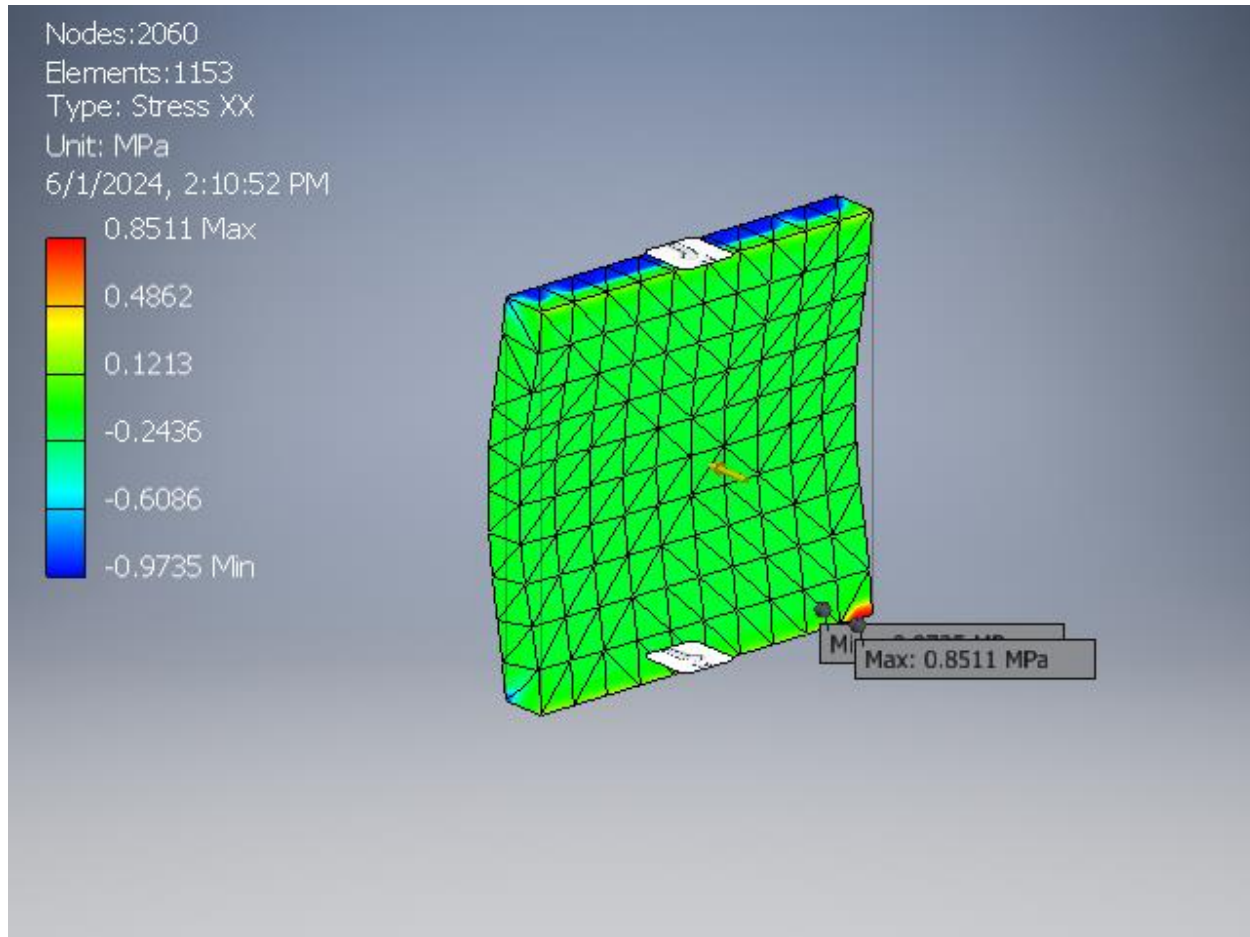 Nodes:2060
Elements:1153
Type: Stress XX
Unit: MPa
6/1/2024, 2:10:52 PM
0.8511 Max
0.4862
0.1213
-0.2436
-0.6086
-0.9735 Min
Max: 0.8511 MPa